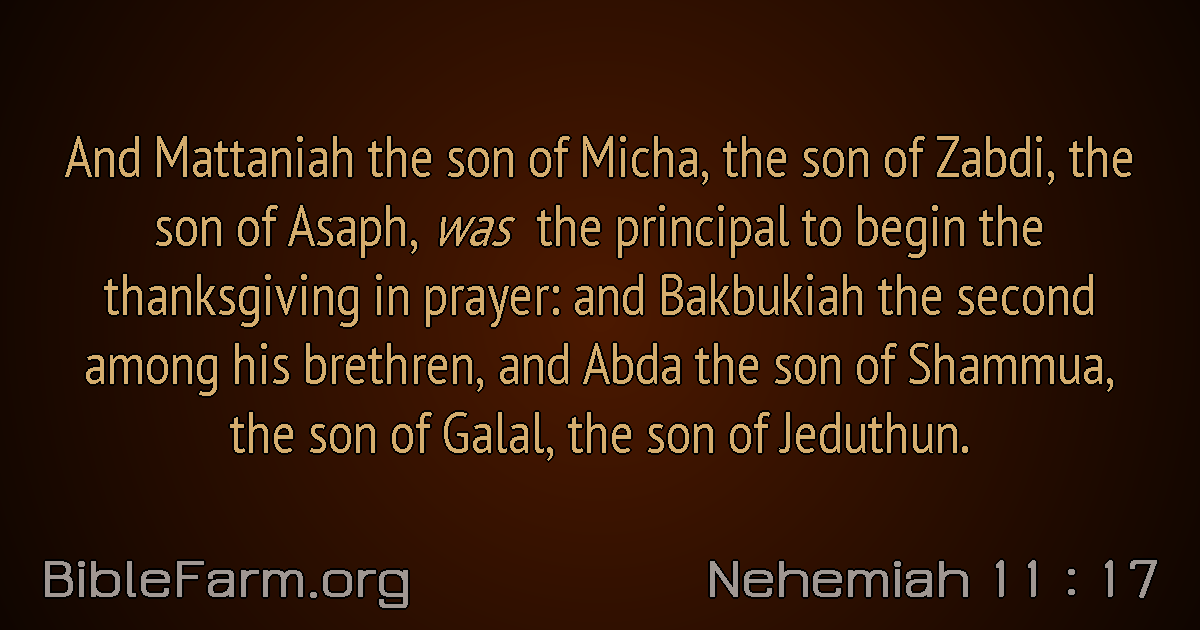 And Mattaniah the son of Micha, the son of Zabdi, the
son of Asaph, was the principal to begin the
thanksgiving in prayer: and Bakbukiah the second
among his brethren, and Abda the son of Shammua,
the son of Galal, the son of Jeduthun.
BibleFarm.org
Nehemiah 11 : 17